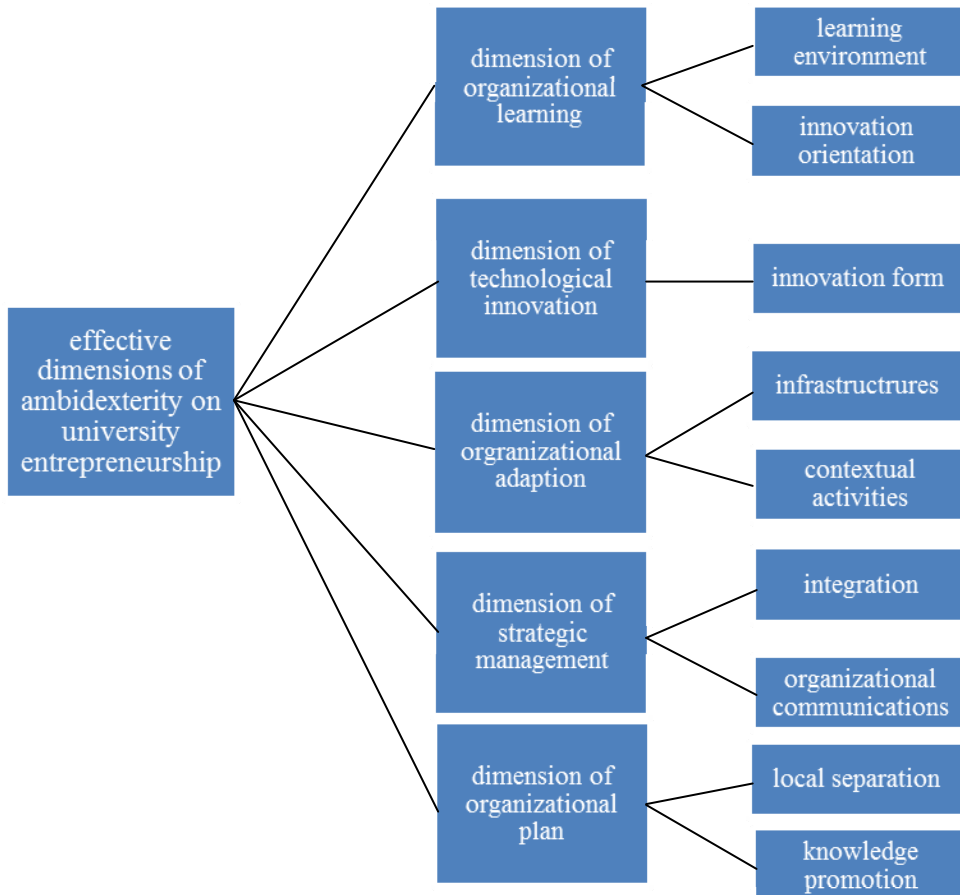 effective
dimensions of
ambidexterity on
university
entrepreneurship
dimension of
organizational
learning
learning
environment
innovation
orientation
dimension of
technological
innovation
innovation form
dimension of
orgranizational
adaption
infrastructrures
contextual
activities
dimension of
strategic
management
integration
organizational
communications
dimension of
organizational
plan
local separation
knowledge
promotion